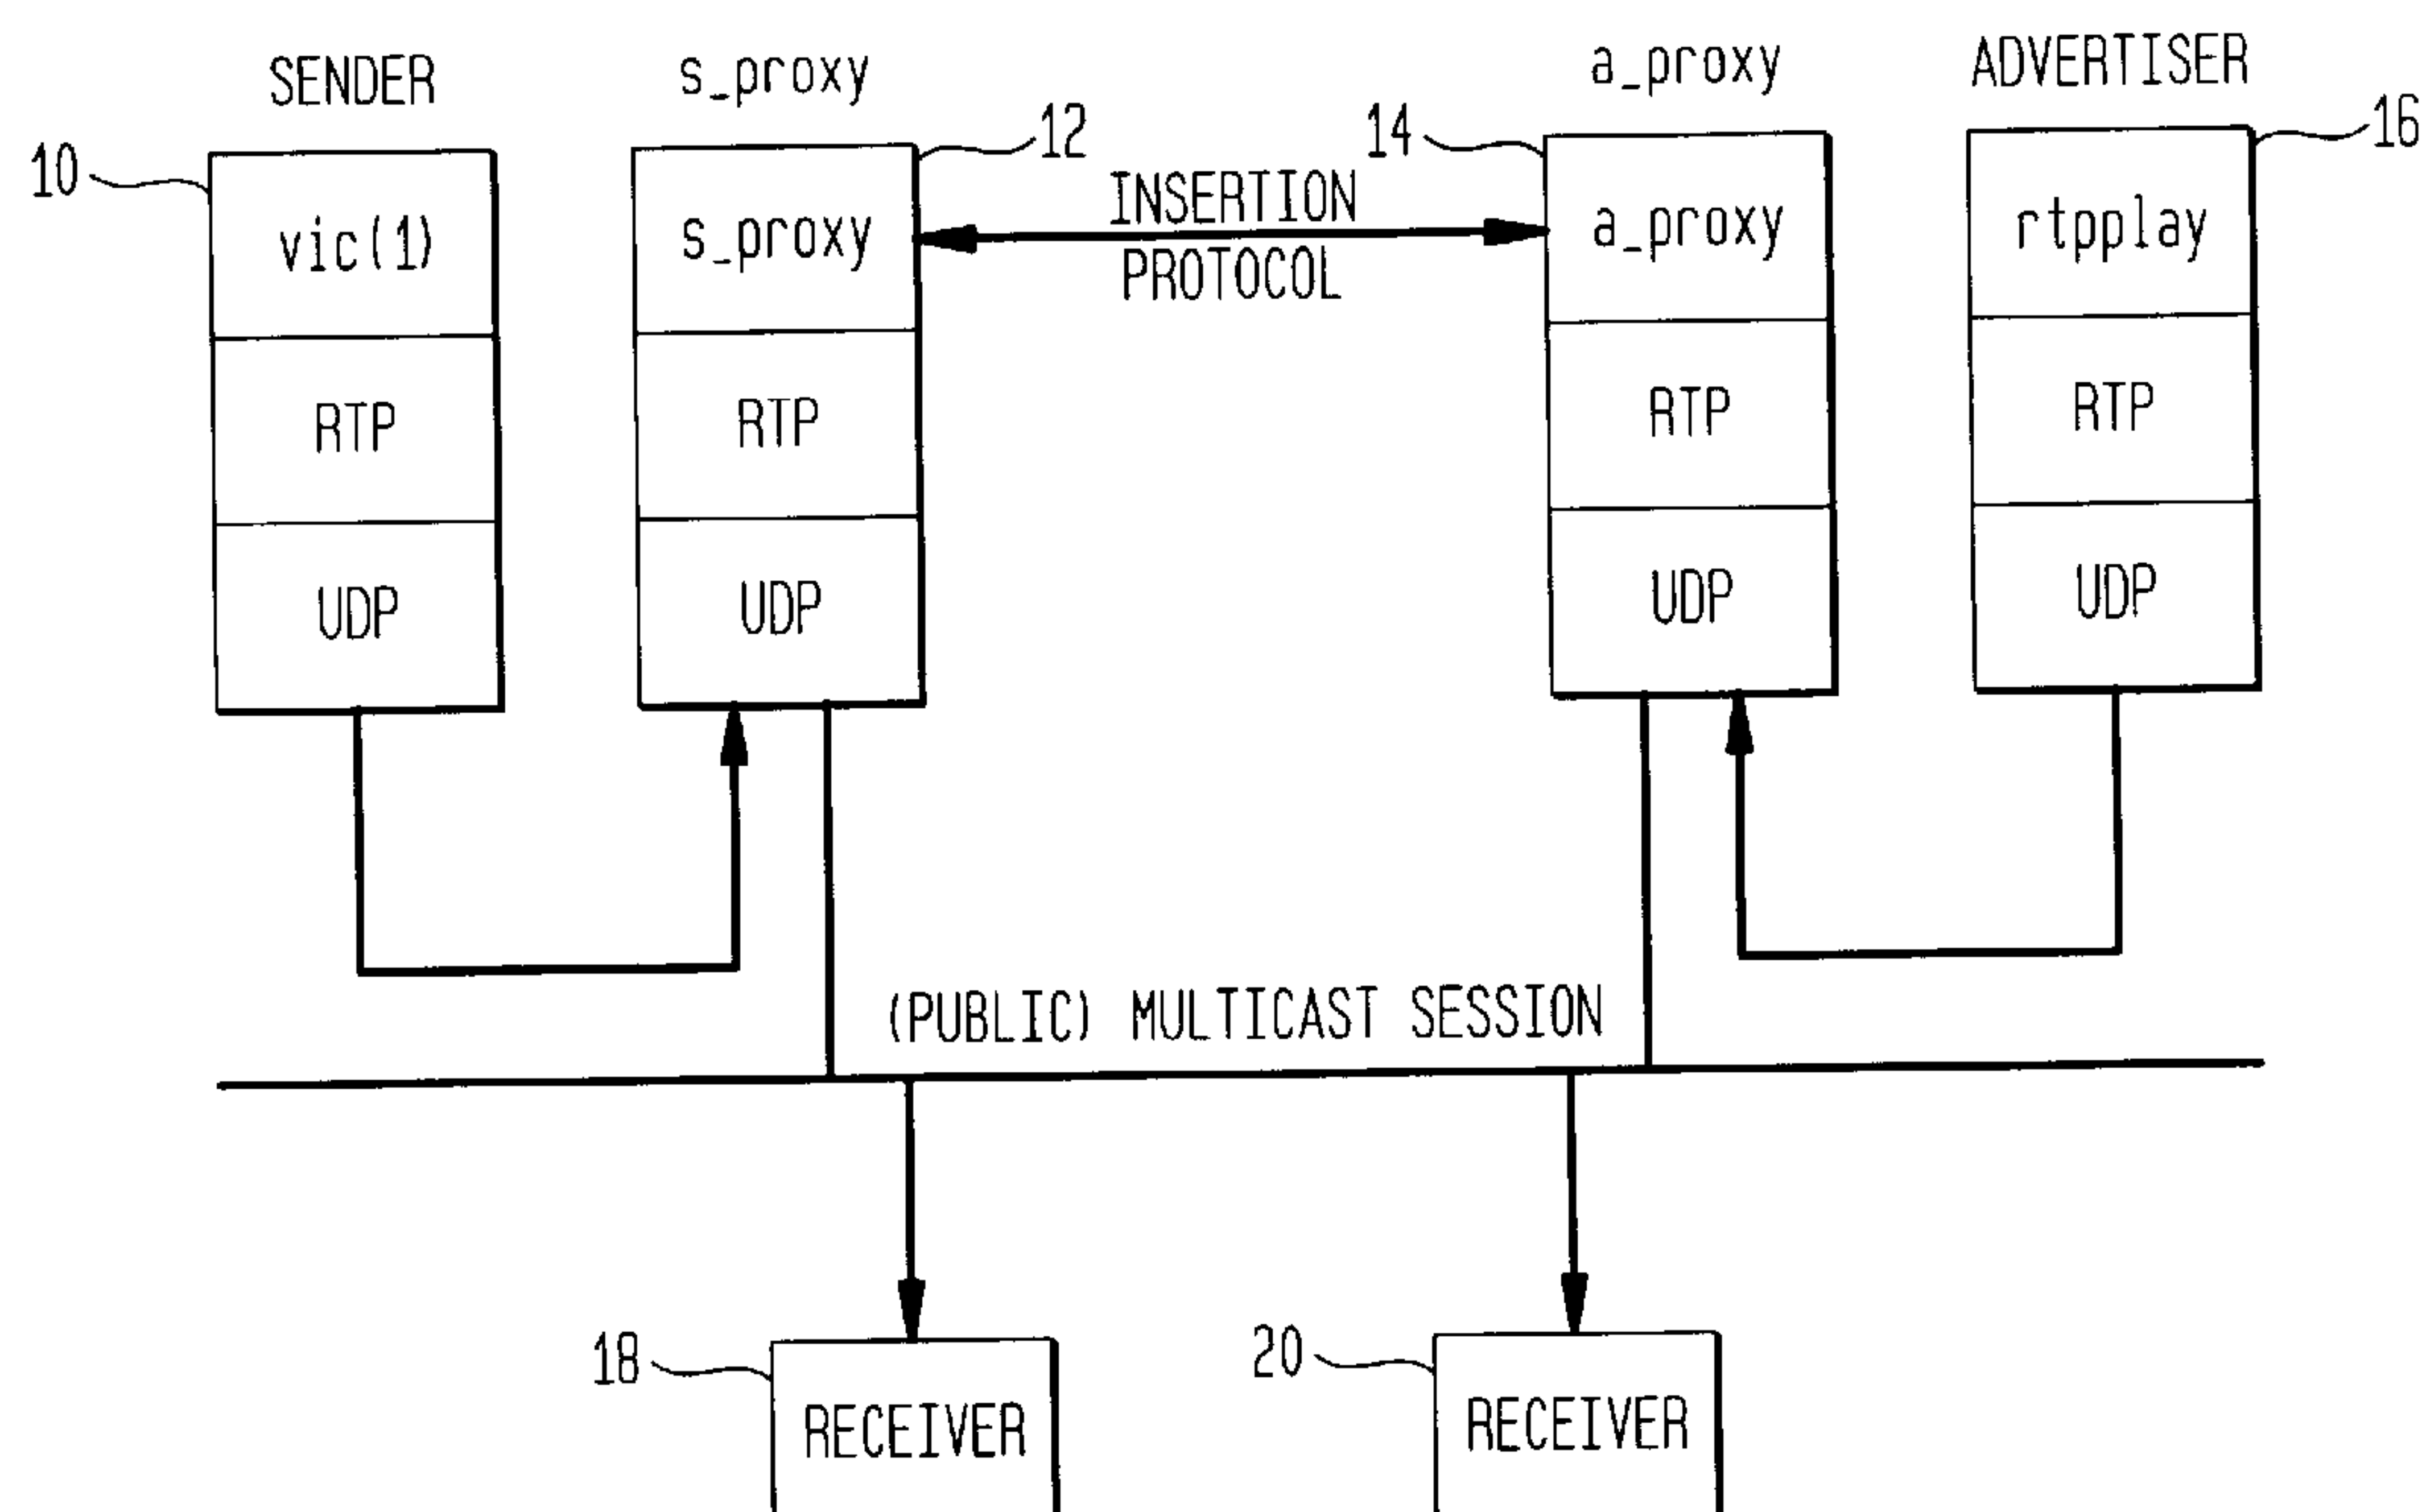 SENDER
s_proxy
a_proxy
ADVERTISER
10
12
14
16
vic(1)
s_proxy
INSERTION
PROTOCOL
a_proxy
rtpplay
RTP
RTP
RTP
RTP
UDP
UDP
UDP
UDP
(PUBLIC) MULTICAST SESSION
18
20
RECEIVER
RECEIVER